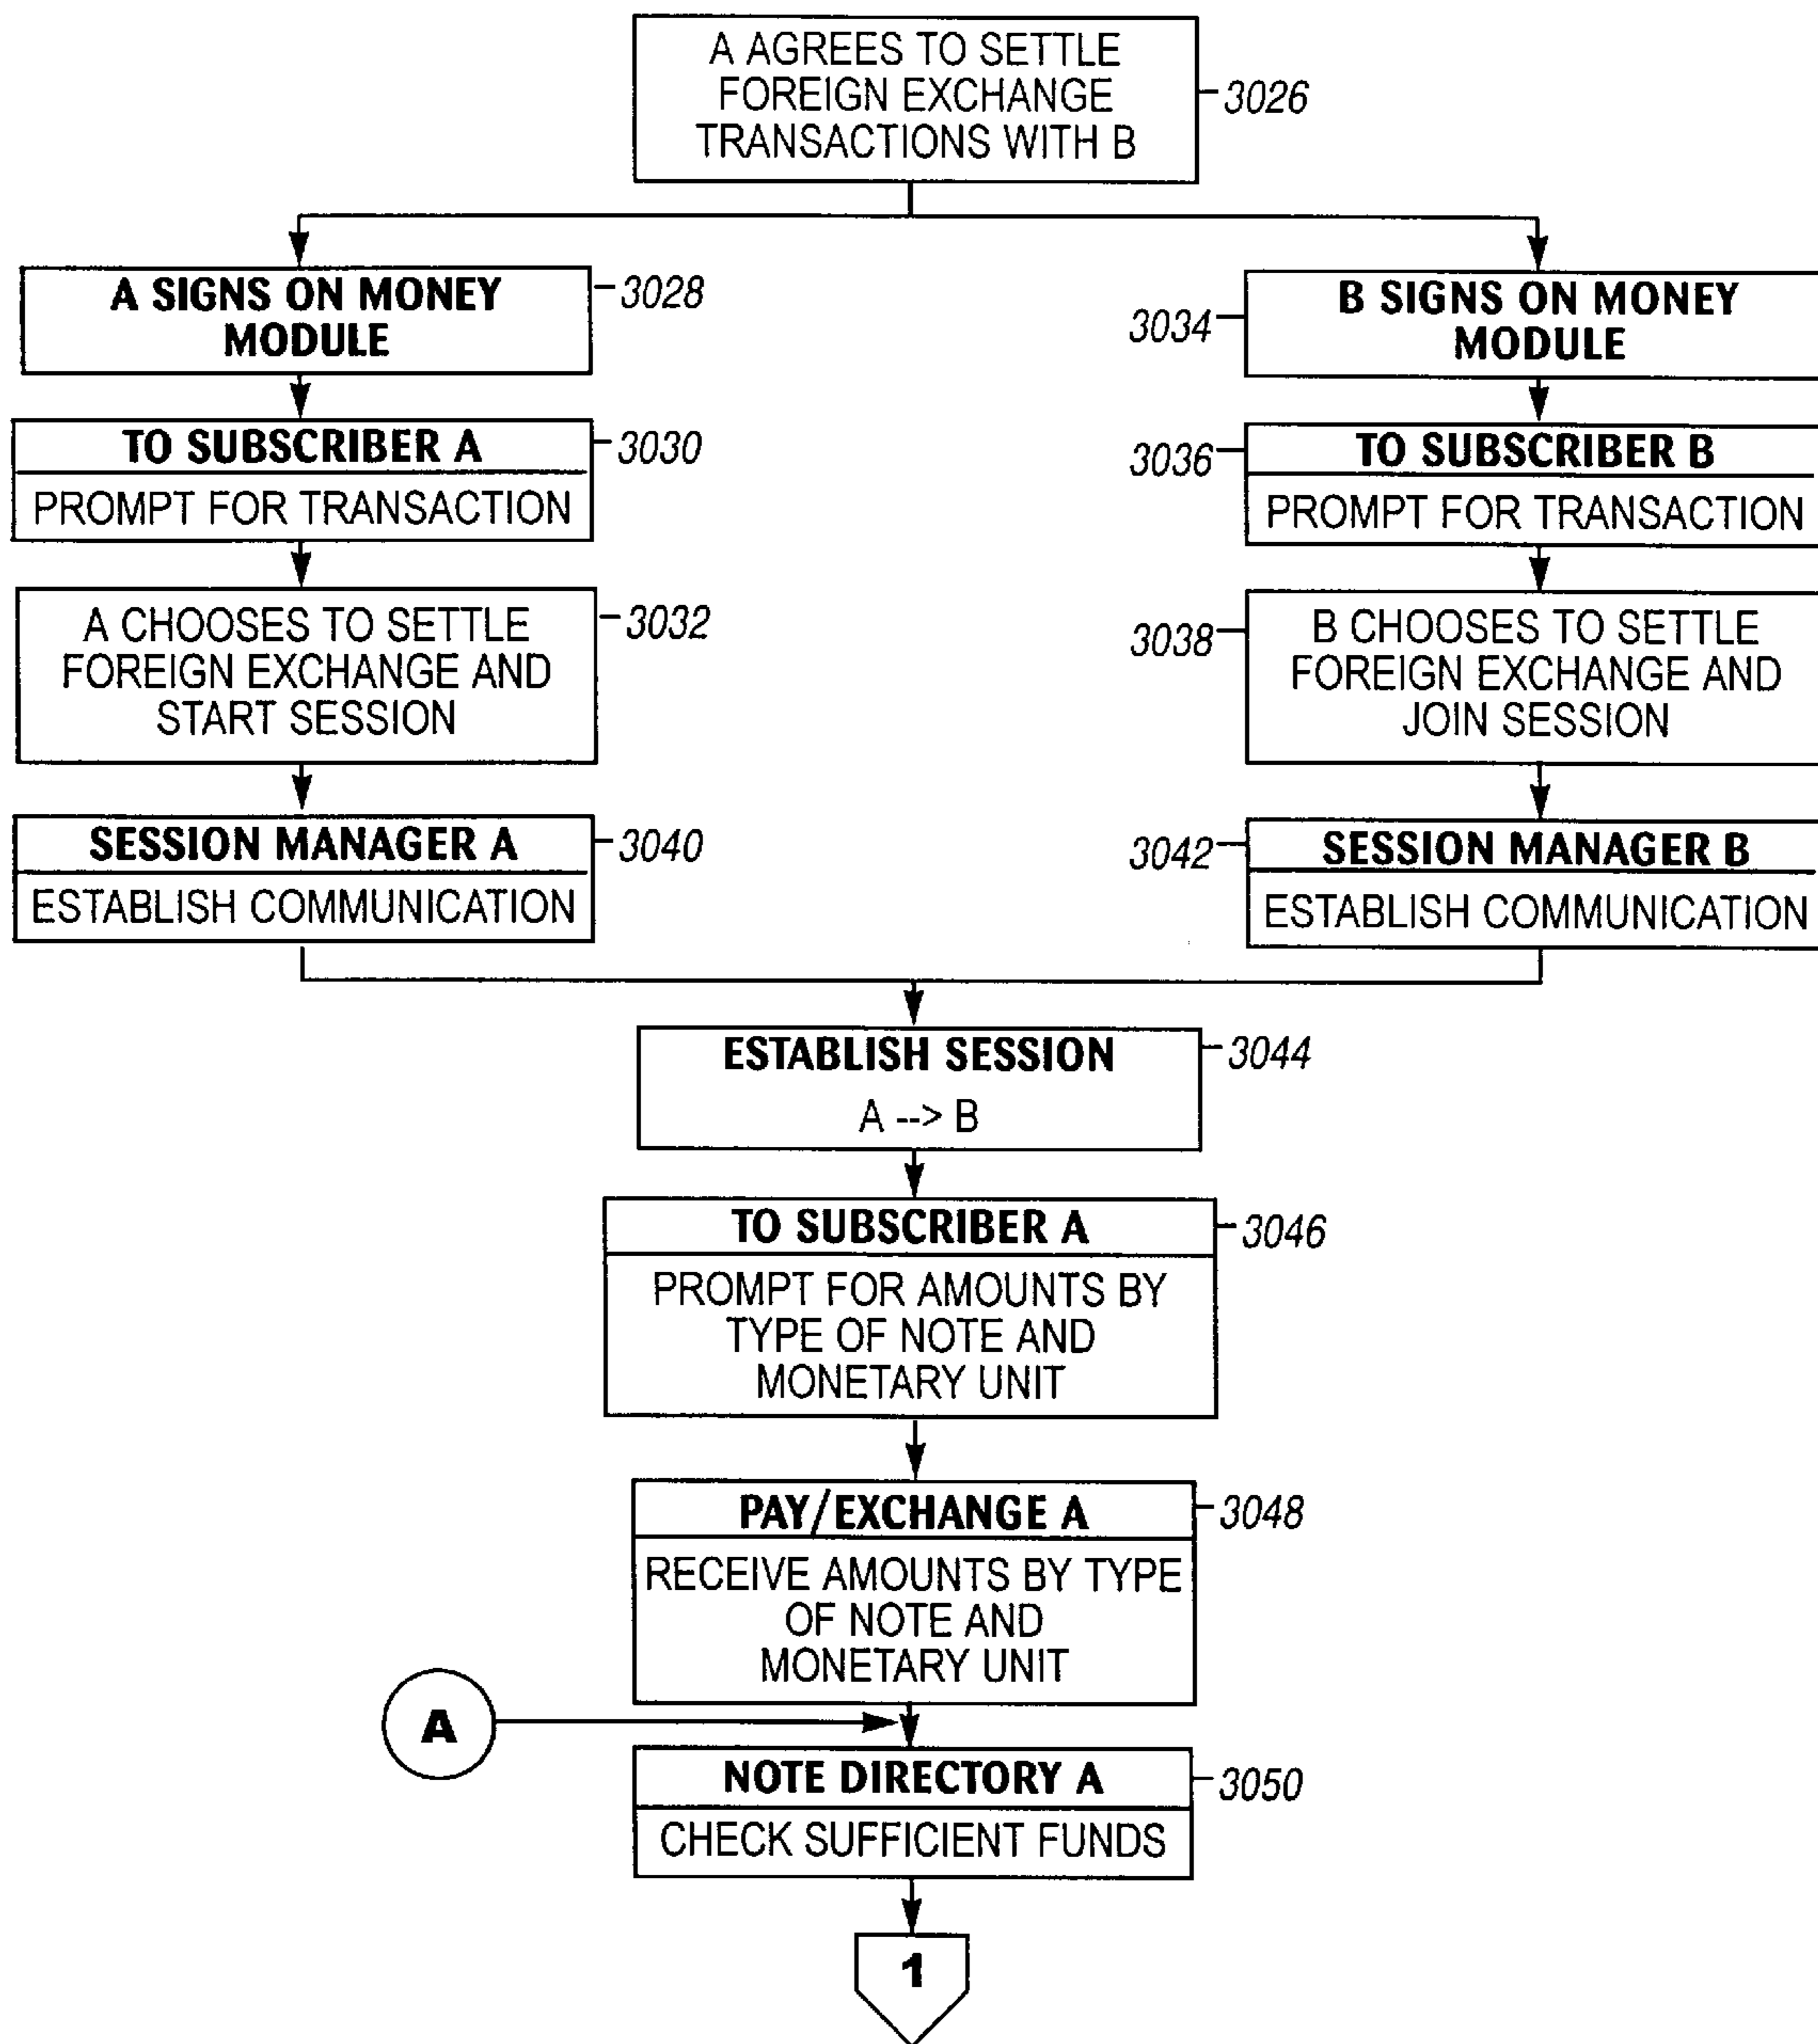 A AGREES TO SETTLE
FOREIGN EXCHANGE
TRANSACTIONS WITH B
3026
A SIGNS ON MONEY
MODULE
3028
TO SUBSCRIBER A
3030
PROMPT FOR TRANSACTION
A CHOOSES TO SETTLE
FOREIGN EXCHANGE AND
START SESSION
3032
SESSION MANAGER A
3040
ESTABLISH COMMUNICATION
B SIGNS ON MONEY
MODULE
3034
TO SUBSCRIBER B
3036
PROMPT FOR TRANSACTION
B CHOOSES TO SETTLE
FOREIGN EXCHANGE AND
JOIN SESSION
3038
SESSION MANAGER B
3042
ESTABLISH COMMUNICATION
ESTABLISH SESSION
3044
A --> B
TO SUBSCRIBER A
3046
PROMPT FOR AMOUNTS BY
TYPE OF NOTE AND
MONETARY UNIT
PAY/EXCHANGE A
3048
RECEIVE AMOUNTS BY TYPE
OF NOTE AND
MONETARY UNIT
A
NOTE DIRECTORY A
3050
CHECK SUFFICIENT FUNDS
1